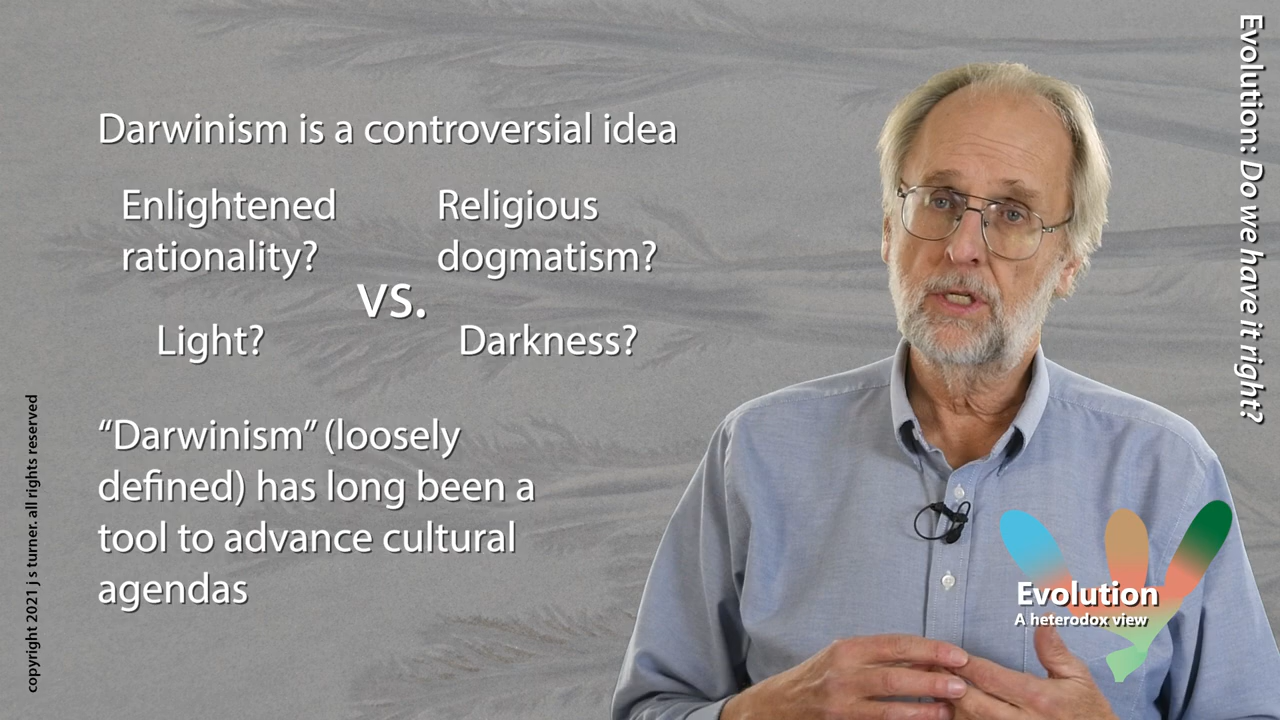 Darwinism is a controversial idea
Enlightened
rationality?
vs.
Religious
dogmatism?
Light?
Darkness?
“Darwinism” (loosely
defined) has long been a
tool to advance cultural
agendas
copyright 2021 j s turner. all rights reserved
Evolution: Do we have it right?
Evolution
A heterodox view